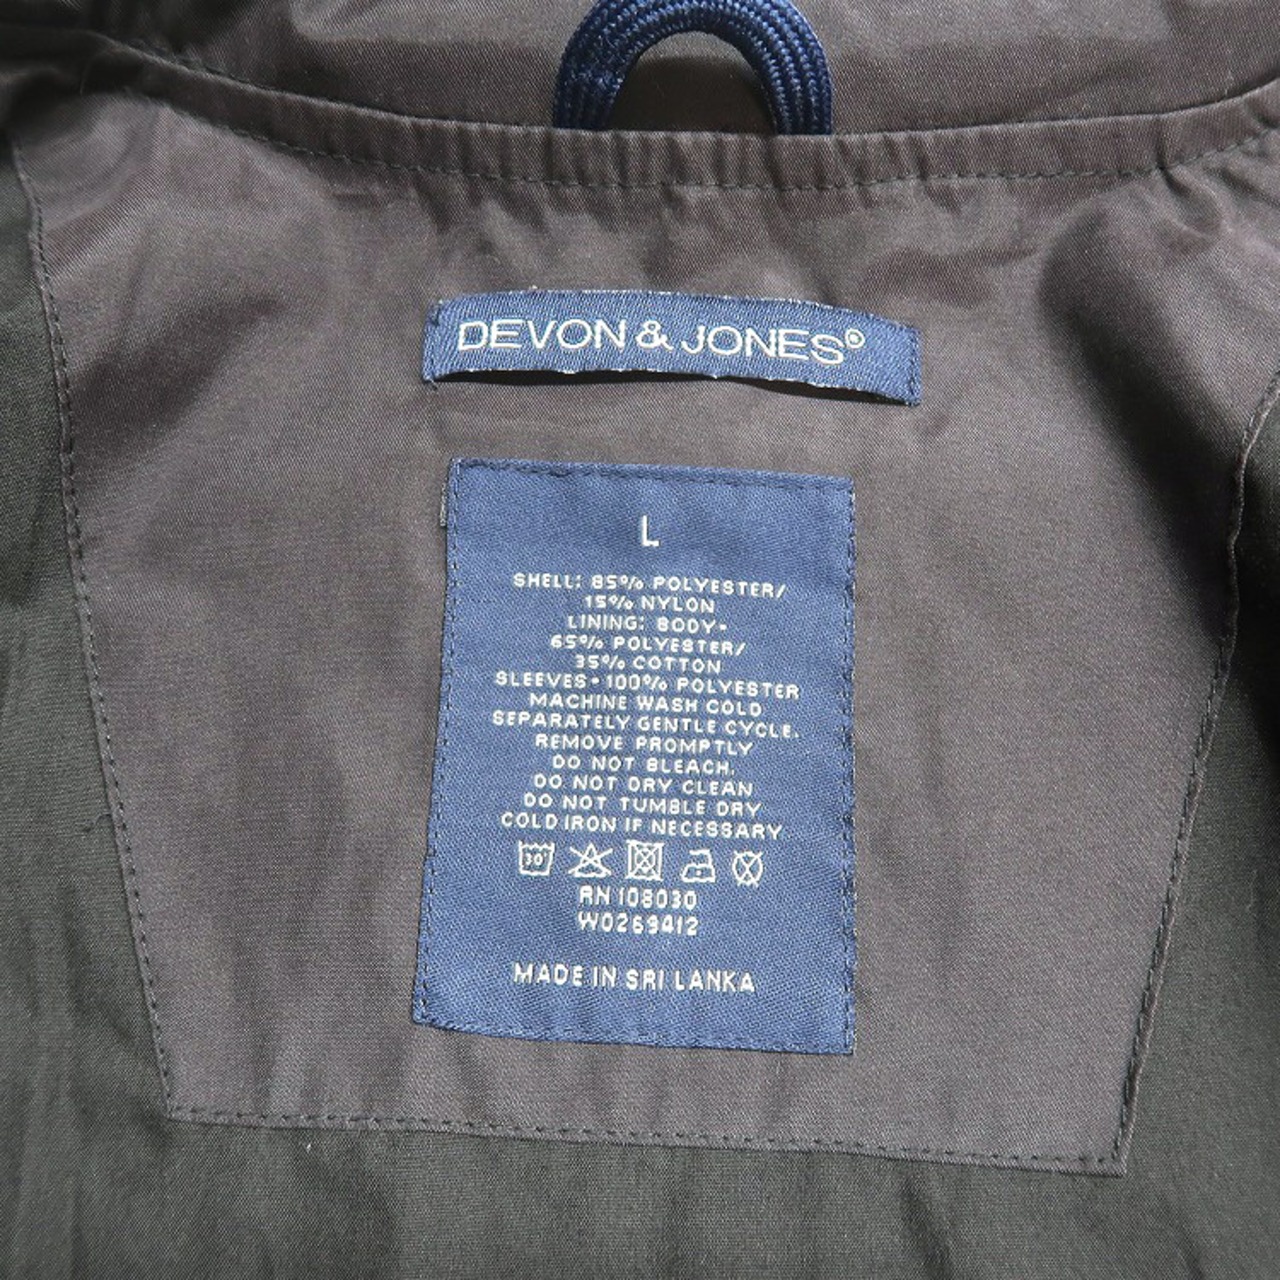 DEVON & JONES®
L
SHELL: 85% POLYESTER/
15% NYLON
LINING: BODY-
65% POLYESTER/
35% COTTON
SLEEVES-100% POLYESTER
MACHINE WASH COLD
SEPARATELY GENTLE CYCLE.
REMOVE PROMPTLY
DO NOT BLEACH.
DO NOT DRY CLEAN
DO NOT TUMBLE DRY
COLD IRON IF NECESSARY
30°
RN 108030
W0269412
MADE IN SRI LANKA